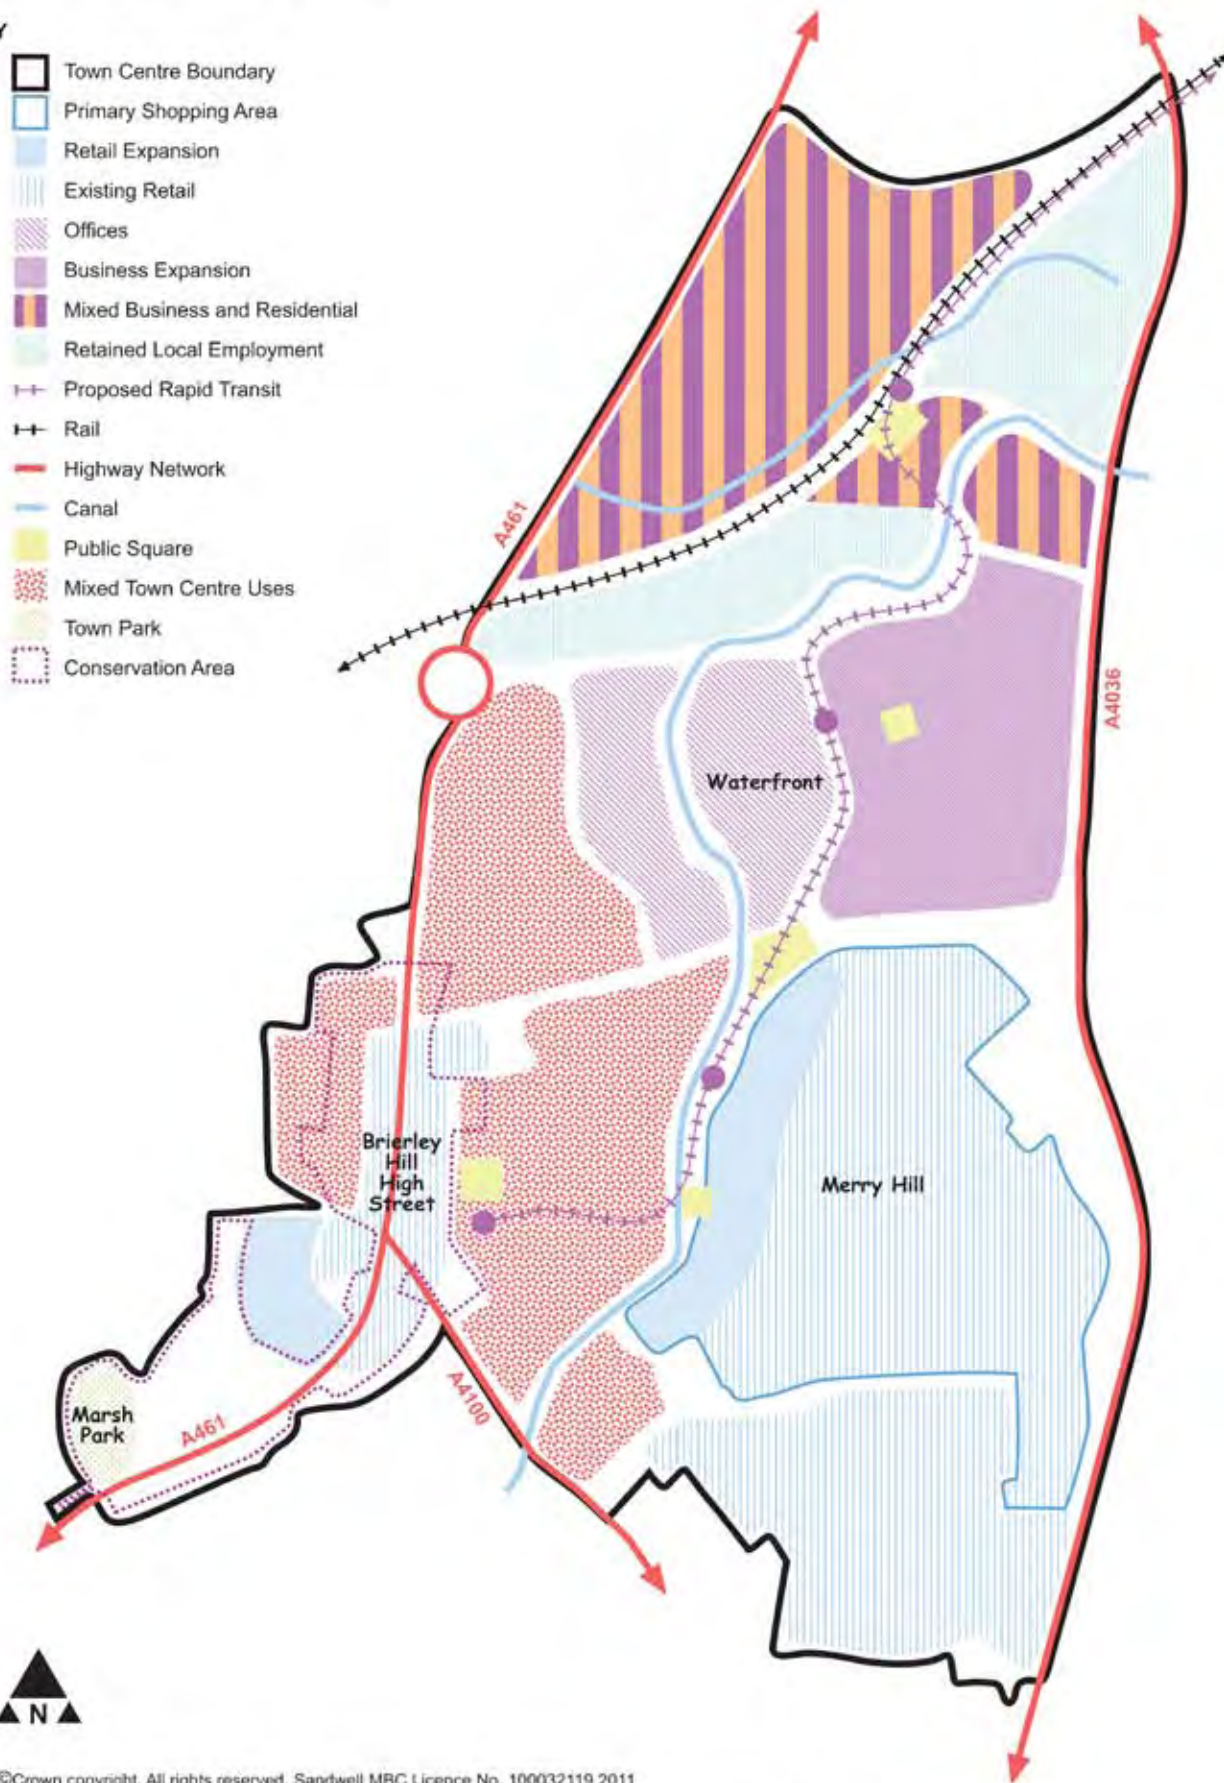 Y
Town Centre Boundary
Primary Shopping Area
Retail Expansion
Existing Retail
Offices
Business Expansion
Mixed Business and Residential
Retained Local Employment
Proposed Rapid Transit
Rail
Highway Network
Canal
Public Square
Mixed Town Centre Uses
Town Park
Conservation Area
A461
A4036
Waterfront
Brierley
Hill
High
Street
Merry Hill
Marsh
Park
A461
A4100
N
©Crown copyright. All rights reserved. Sandwell MBC Licence No. 100032119 2011